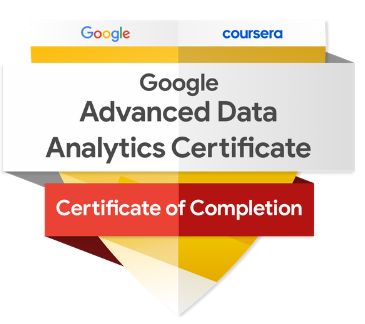 Google coursera
Google
Advanced Data
Analytics Certificate
Certificate of Completion